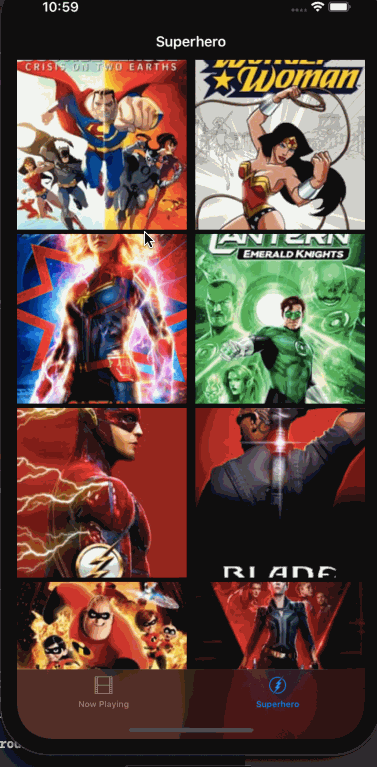 10:59
Superhero
CRISIS ON TWO EARTHS
Wonder
Woman
LANTERN
EMERALD KNIGHTS
BLADE
Now Playing
Superhero